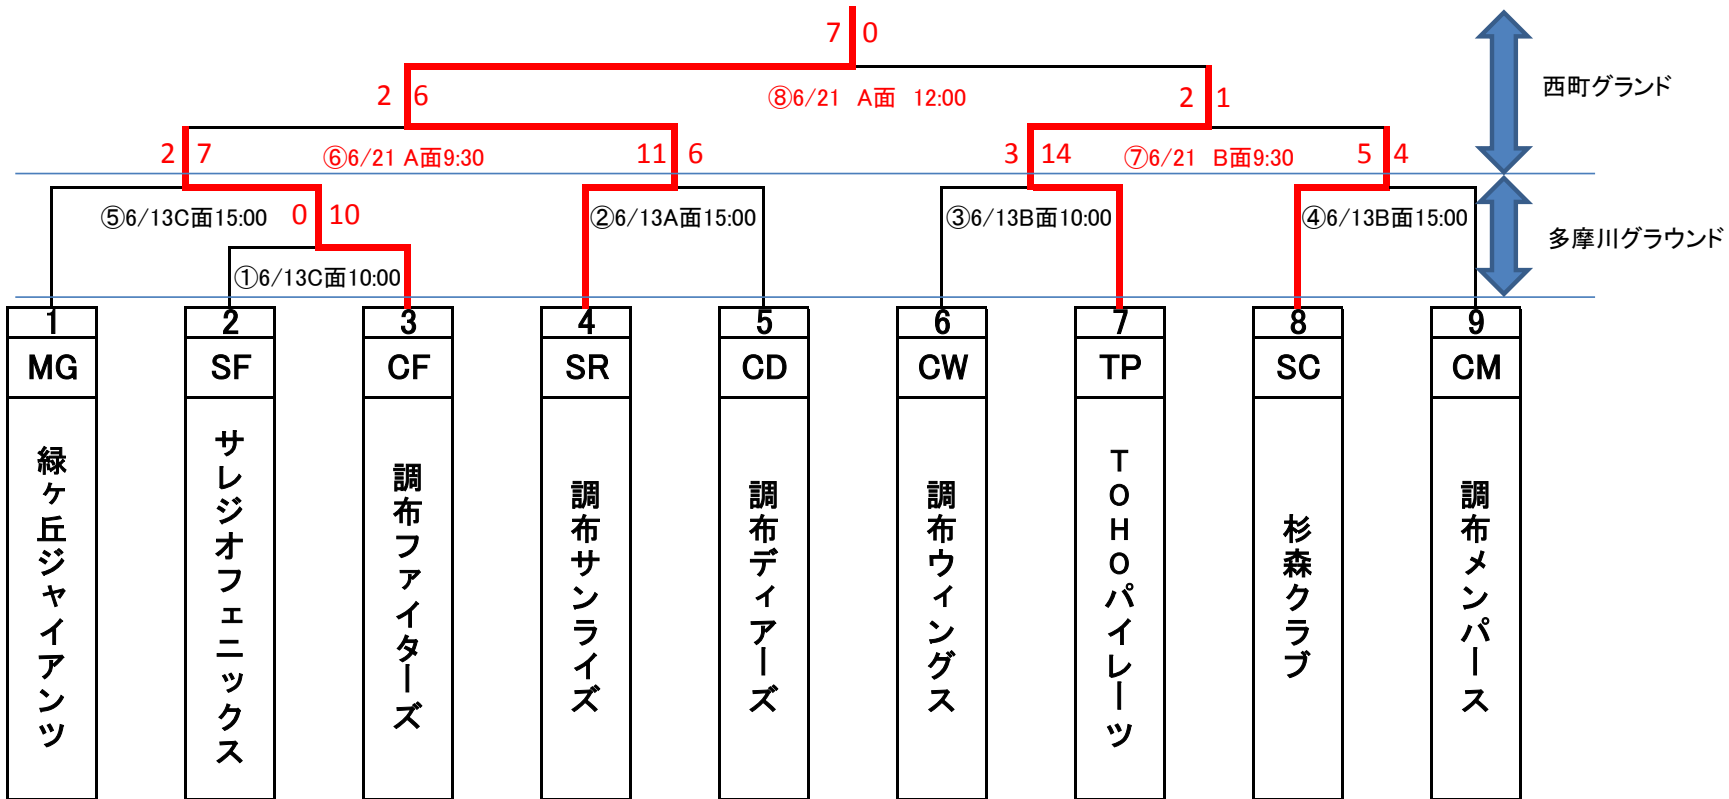 7 0
西町グランド
2 6
⑧6/21 A面 12:00
2 1
2 7
⑥6/21 A面9:30
11 6
3 14
⑦6/21 B面9:30
5 4
⑤6/13C面15:00
0 10
②6/13A面15:00
③6/13B面10:00
④6/13B面15:00
多摩川グラウンド
①6/13C面10:00
1 2 3 4 5 6 7 8 9
MG SF CF SR CD CW TP SC CM
緑ヶ丘ジャイアンツ
サレジオフェニックス
調布ファイターズ
調布サンライズ
調布ディアーズ
調布ウィングス
TOHOパイレーツ
杉森クラブ
調布メンパース